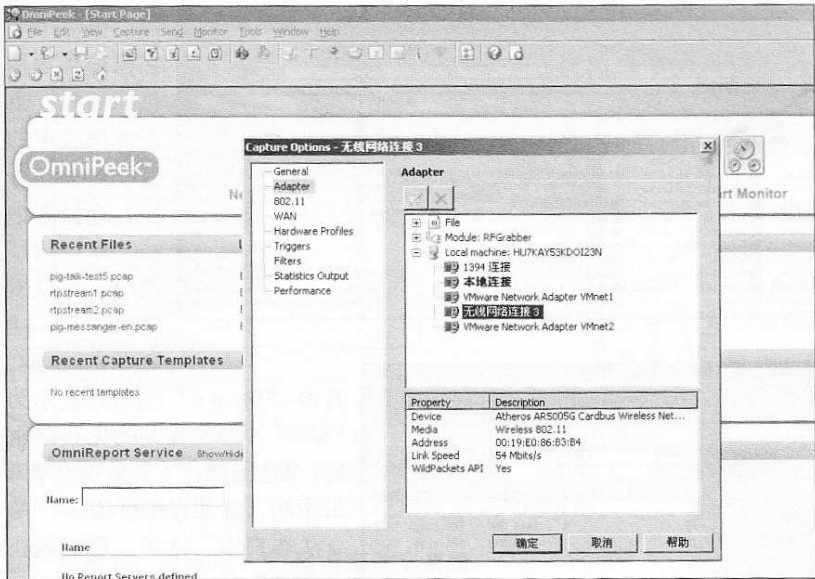 OmniPeek - [Start Page]
File Edit View Capture Send Monitor Tools Window Help
start
OmniPeek™
rt Monitor
Recent Files
pig-talk-test5.pcap
rtpstream1.pcap
rtpstream2.pcap
pig-messanger-en.pcap
Recent Capture Templates
No recent templates
OmniReport Service Show/Hide
Name:
Name
No Report Servers defined
Capture Options - 无线网络连接 3
General
Adapter
802.11
WAN
Hardware Profiles
Triggers
Filters
Statistics Output
Performance
Adapter
File
Module: RFGrabber
Local machine: HU7KAY53KDOI23N
1394 连接
本地连接
VMware Network Adapter VMnet1
无线网络连接 3
VMware Network Adapter VMnet2
Property Description
Device Atheros AR5005G Cardbus Wireless Net...
Media Wireless 802.11
Address 00:19:E0:86:B3:B4
Link Speed 54 Mbits/s
WildPackets API Yes
确定 取消 帮助